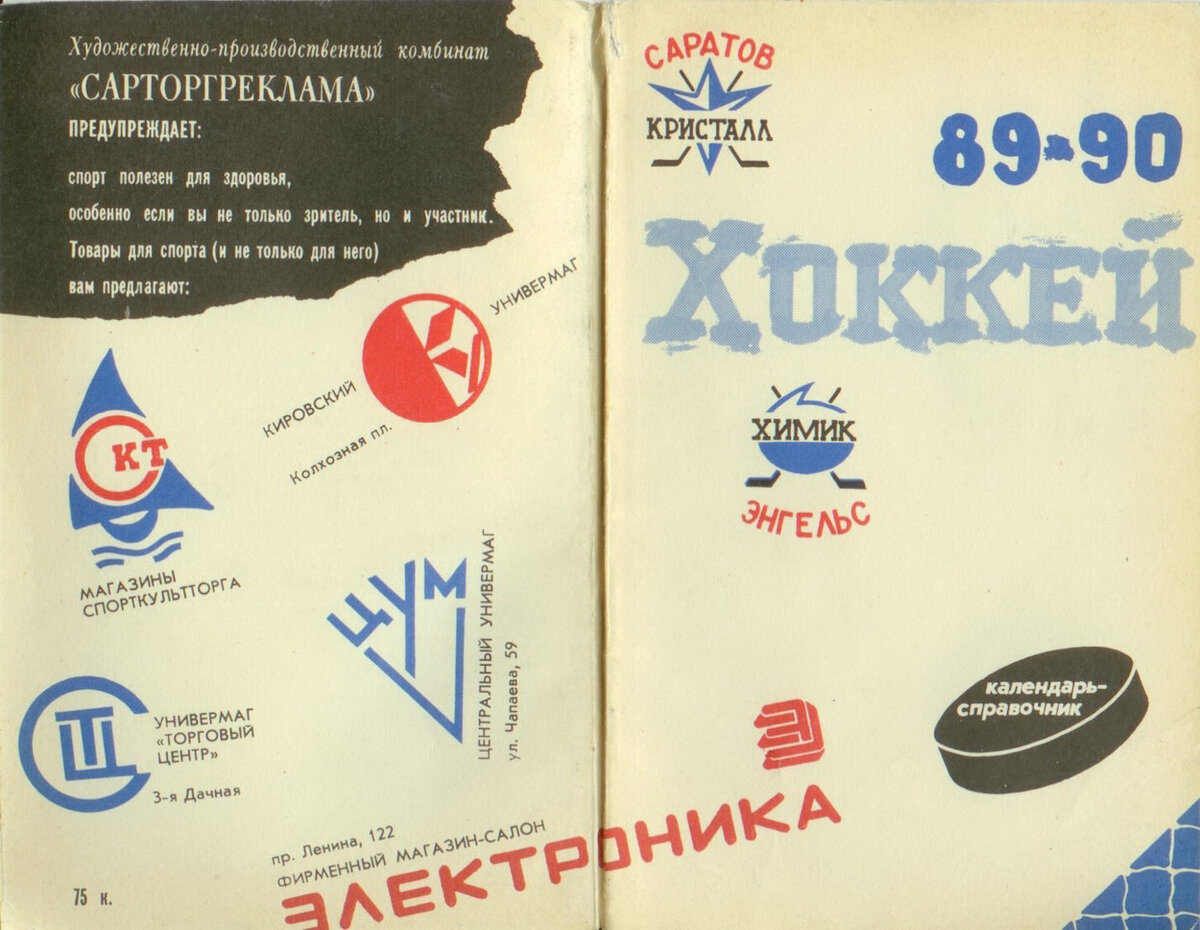 Художественно-производственный комбинат
«САРТОРГРЕКЛАМА»
ПРЕДУПРЕЖДАЕТ:
спорт полезен для здоровья,
особенно если вы не только зритель, но и участник.
Товары для спорта (и не только для него)
вам предлагают:
УНИВЕРМАГ
КИРОВСКИЙ
Колхозная пл.
СКТ
МАГАЗИНЫ
СПОРТКУЛЬТТОРГА
ЦУМ
ЦЕНТРАЛЬНЫЙ УНИВЕРМАГ
ул. Чапаева, 59
УНИВЕРМАГ
«ТОРГОВЫЙ
ЦЕНТР»
3-я Дачная
пр. Ленина, 122
ФИРМЕННЫЙ МАГАЗИН-САЛОН
ЭЛЕКТРОНИКА
75 к.
САРАТОВ
КРИСТАЛЛ
89-90
ХОККЕЙ
ХИМИК
ЭНГЕЛЬС
календарь-
справочник